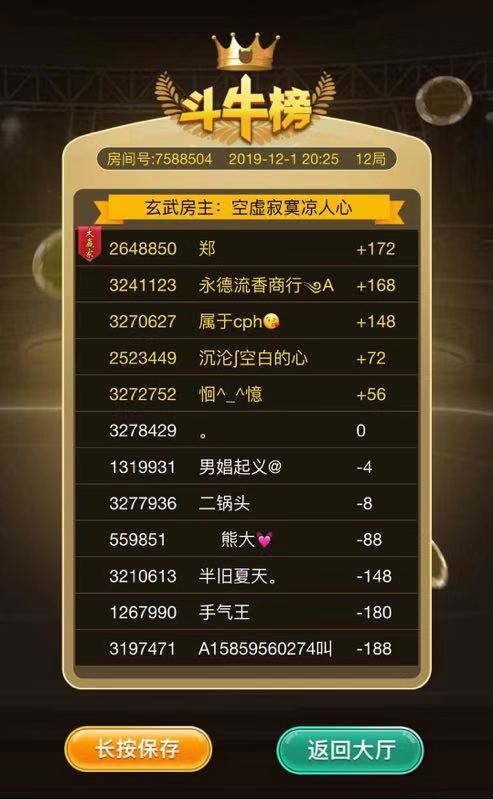 斗牛榜
房间号:7588504 2019-12-1 20:25 12局
玄武房主：空虚寂寞凉人心
大赢家
2648850 郑 +172
3241123 永德流香商行༄A +168
3270627 属于cph😘 +148
2523449 沉沦∫空白的心 +72
3272752 恛^_^憶 +56
3278429 。 0
1319931 男娼起义@ -4
3277936 二锅头 -8
559851 熊大💓 -88
3210613 半旧夏天。 -148
1267990 手气王 -180
3197471 A15859560274叫 -188
长按保存 返回大厅